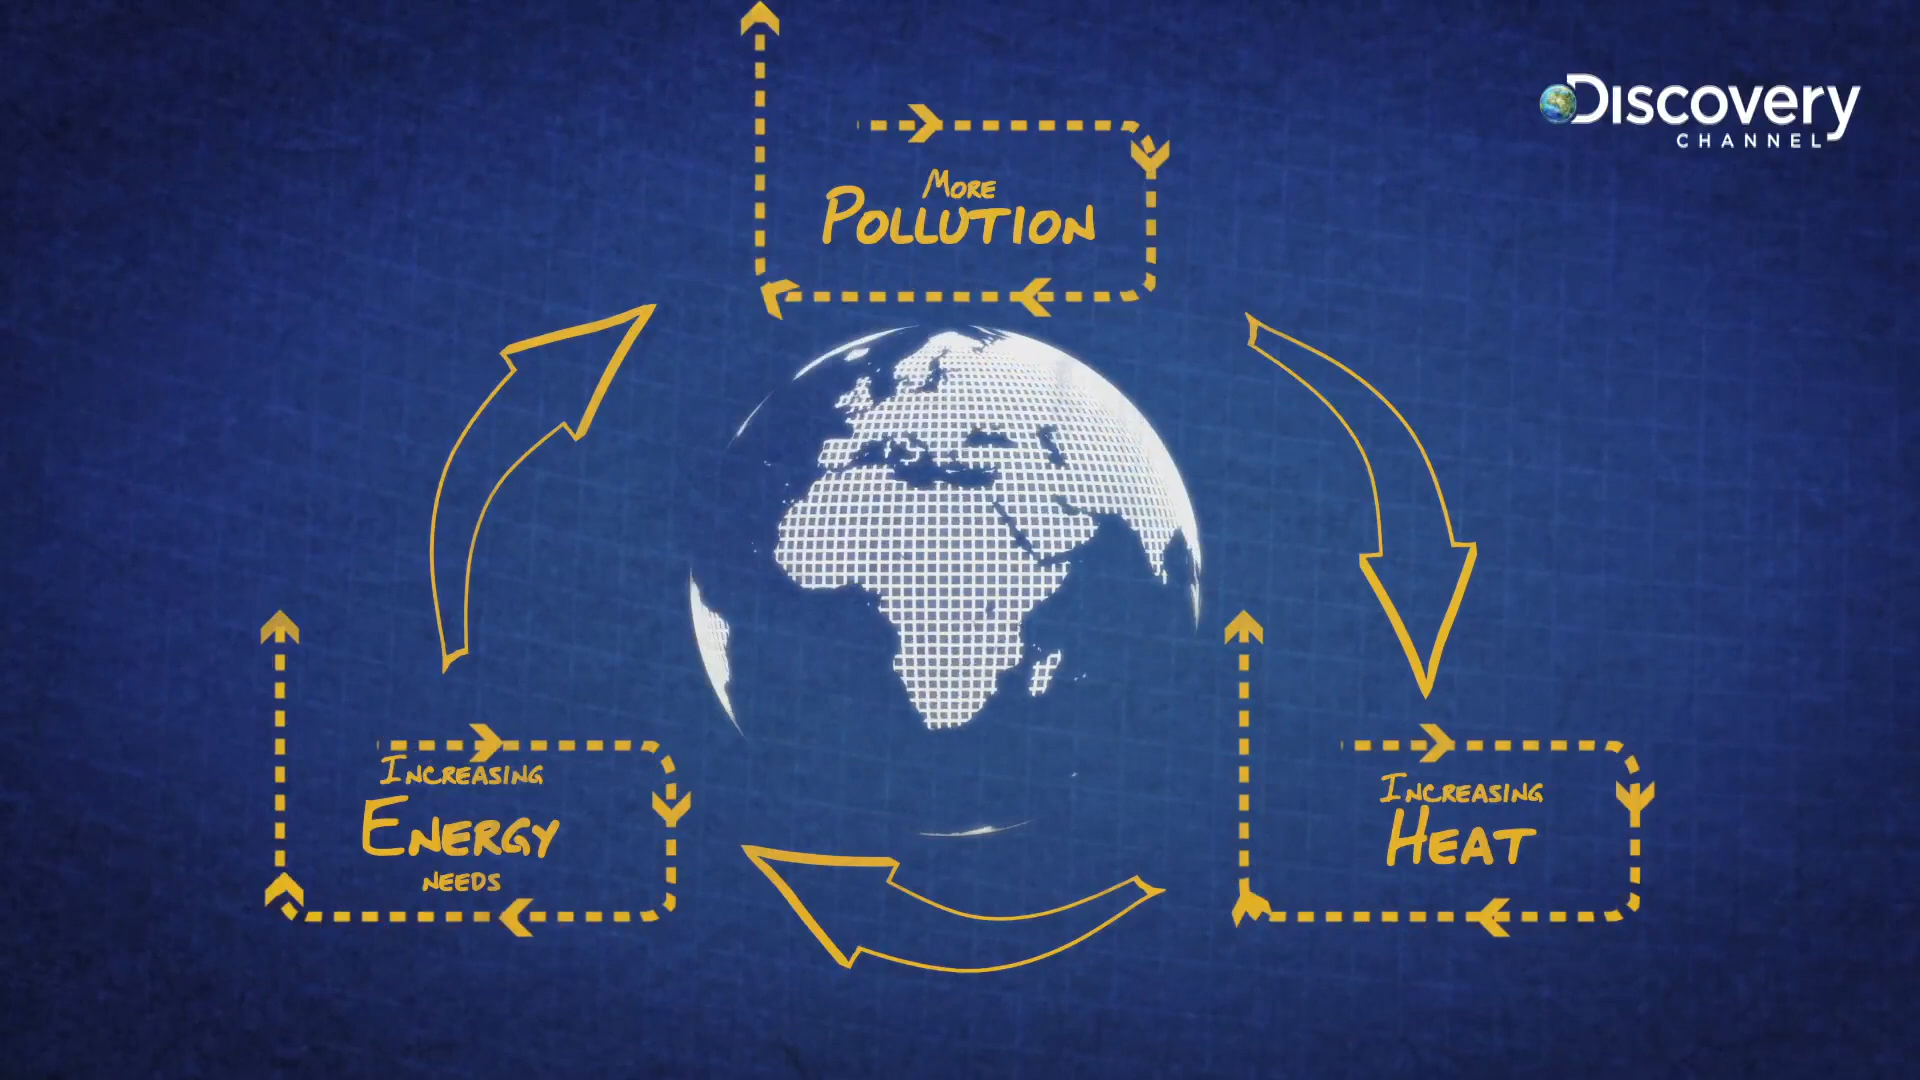 Discovery
CHANNEL
More
Pollution
Increasing
Energy
needs
Increasing
Heat